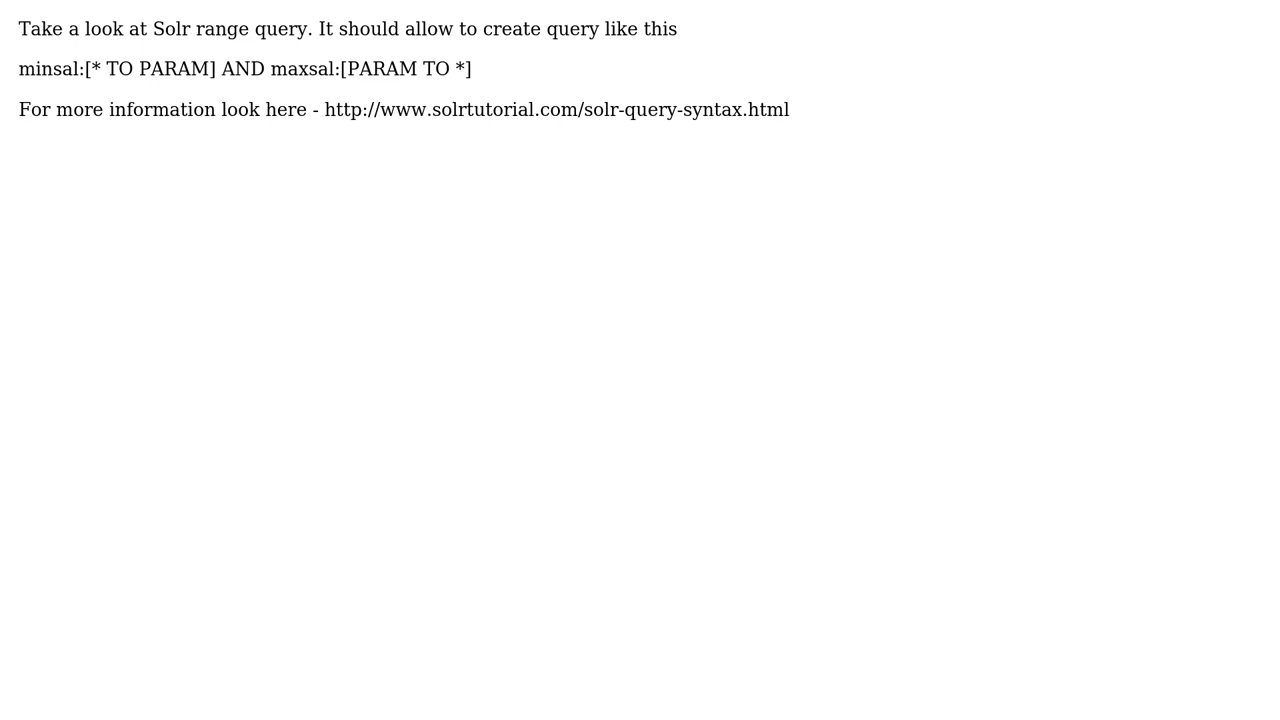 Take a look at Solr range query. It should allow to create query like this
minsal:[* TO PARAM] AND maxsal:[PARAM TO *]
For more information look here - http://www.solrtutorial.com/solr-query-syntax.html